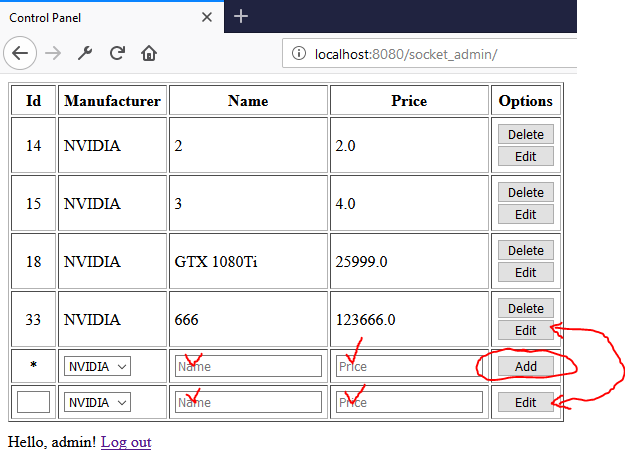 Control Panel
localhost:8080/socket_admin/
Id Manufacturer Name Price Options
14 NVIDIA 2 2.0 Delete
Edit
15 NVIDIA 3 4.0 Delete
Edit
18 NVIDIA GTX 1080Ti 25999.0 Delete
Edit
33 NVIDIA 666 123666.0 Delete
Edit
* NVIDIA Name Price Add
NVIDIA Name Price Edit
Hello, admin! Log out